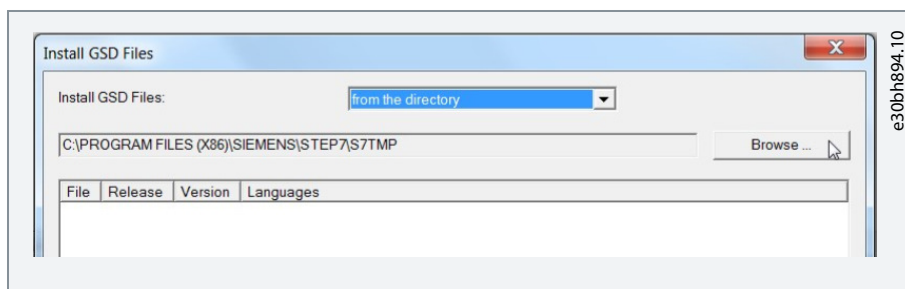 Install GSD Files
Install GSD Files: from the directory
C:\PROGRAM FILES (X86)\SIEMENS\STEP7\S7TMP Browse ...
File Release Version Languages
e30bh894.10